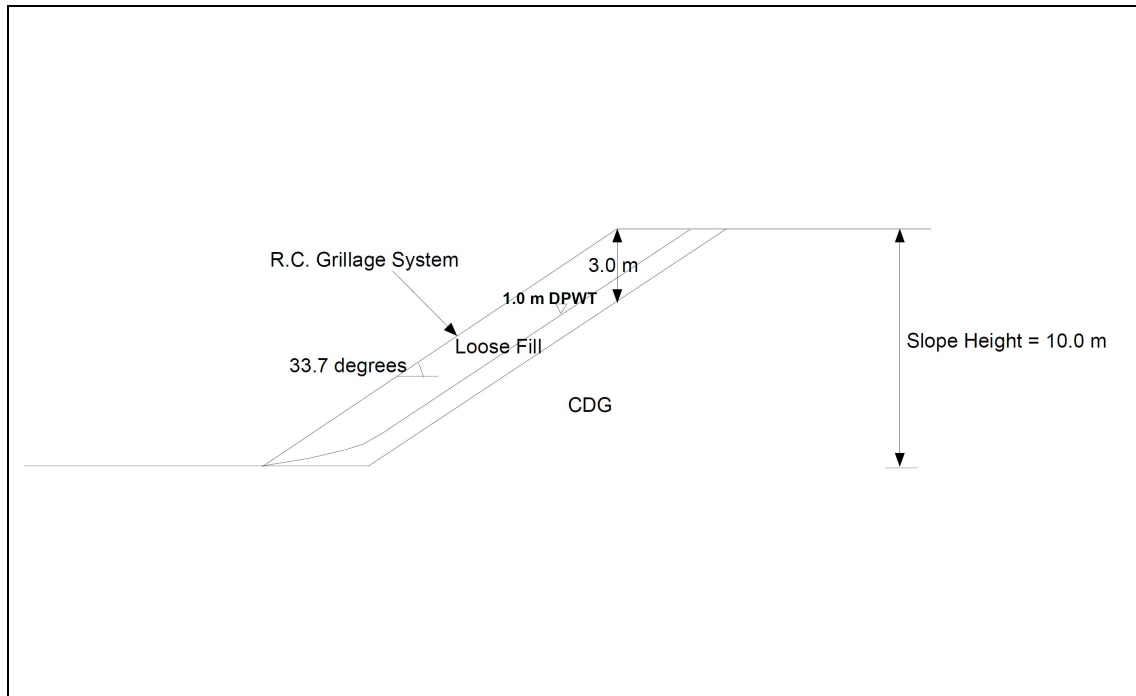 R.C. Grillage System
3.0 m
1.0 m DPWT
Loose Fill
33.7 degrees
Slope Height = 10.0 m
CDG